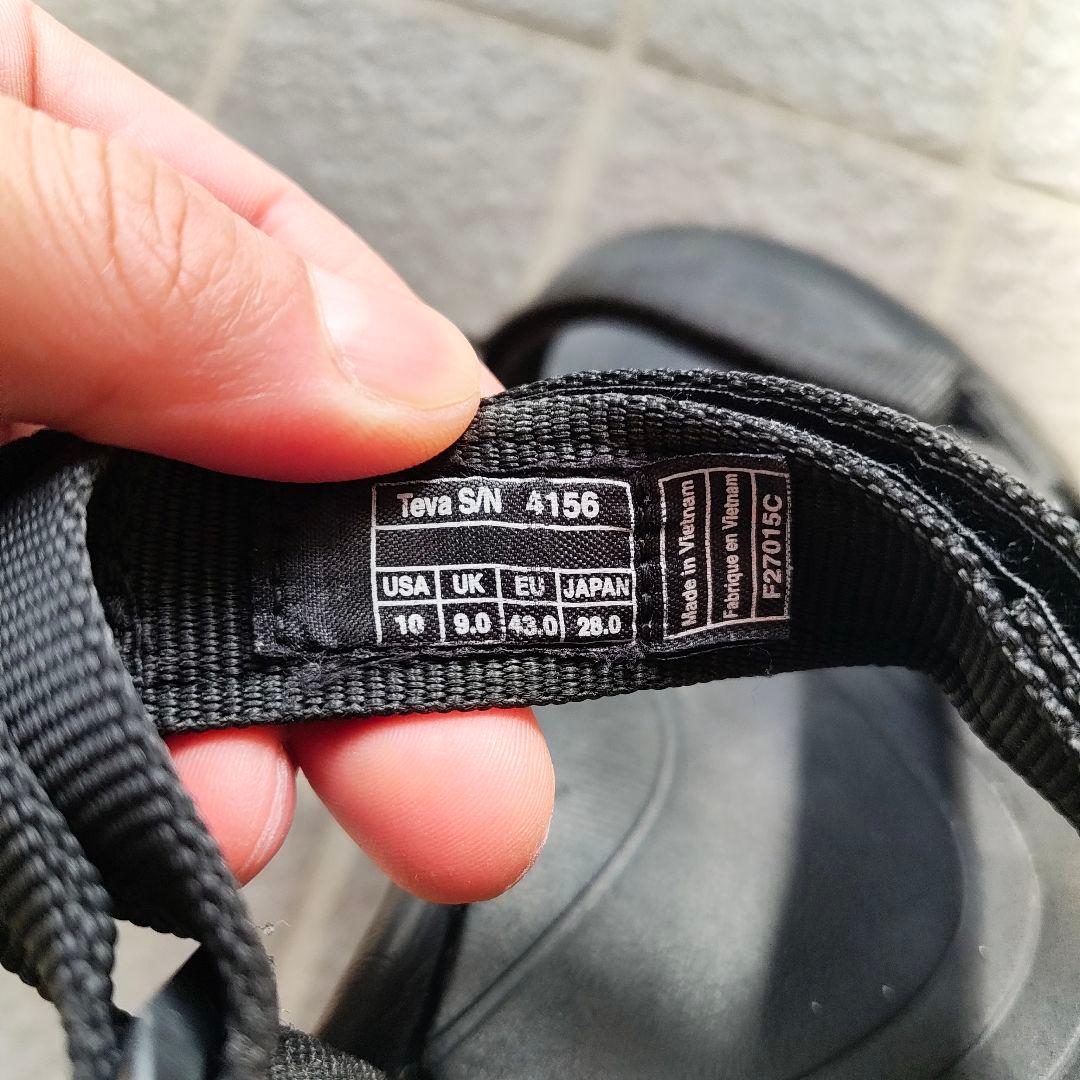 Teva S/N 4156
USA UK EU JAPAN
10 9.0 43.0 28.0
Made in Vietnam
Fabrique en Vietnam
F27015C